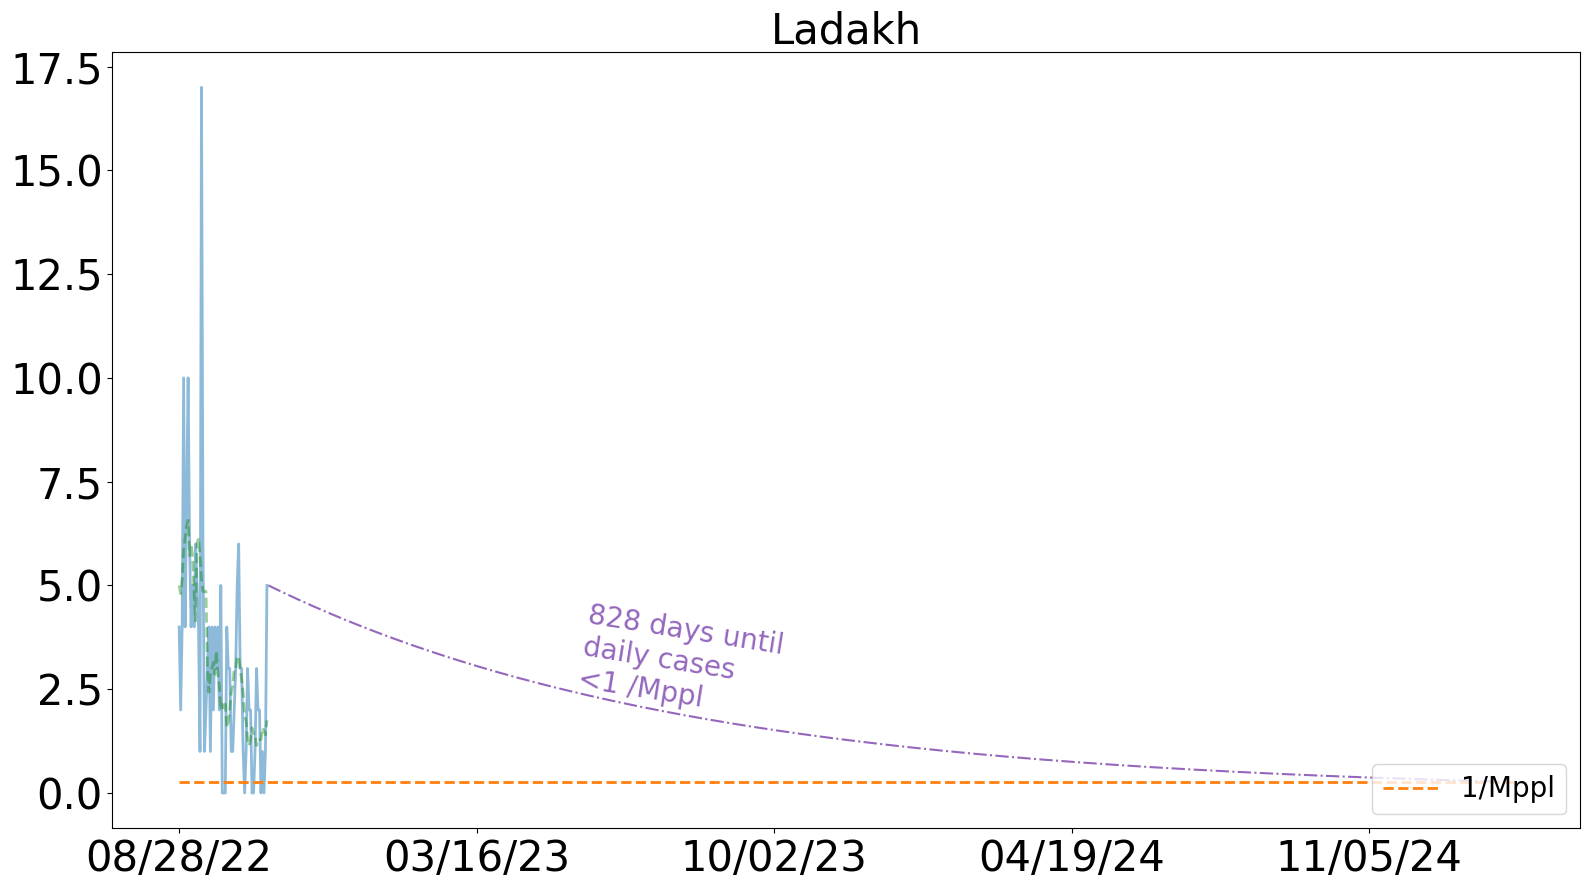 Ladakh
17.5
15.0
12.5
10.0
7.5
5.0
2.5
0.0
828 days until
daily cases
<1 /Mppl
1/Mppl
08/28/22
03/16/23
10/02/23
04/19/24
11/05/24